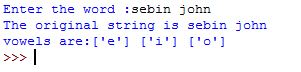 Enter the word :sebin john
The original string is sebin john
vowels are:['e'] ['i'] ['o']
>>>